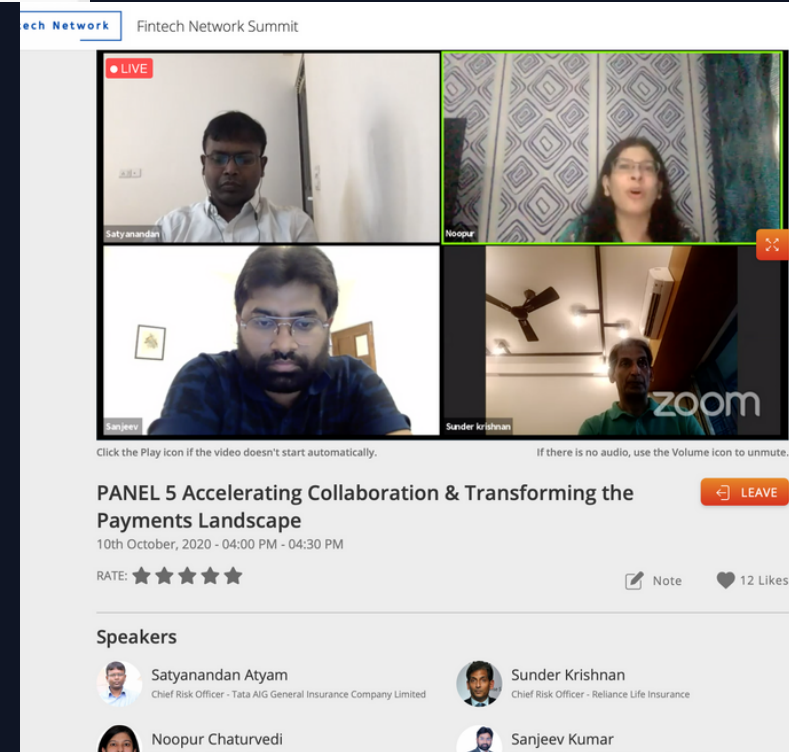 ech Network
Fintech Network Summit
LIVE
Satyanandan
Noopur
Sanjeev
Sunder krishnan
zoom
Click the Play icon if the video doesn't start automatically.
If there is no audio, use the Volume icon to unmute.
PANEL 5 Accelerating Collaboration & Transforming the
Payments Landscape
LEAVE
10th October, 2020 - 04:00 PM - 04:30 PM
RATE:
Note
12 Likes
Speakers
Satyanandan Atyam
Chief Risk Officer - Tata AIG General Insurance Company Limited
Sunder Krishnan
Chief Risk Officer - Reliance Life Insurance
Noopur Chaturvedi
Sanjeev Kumar